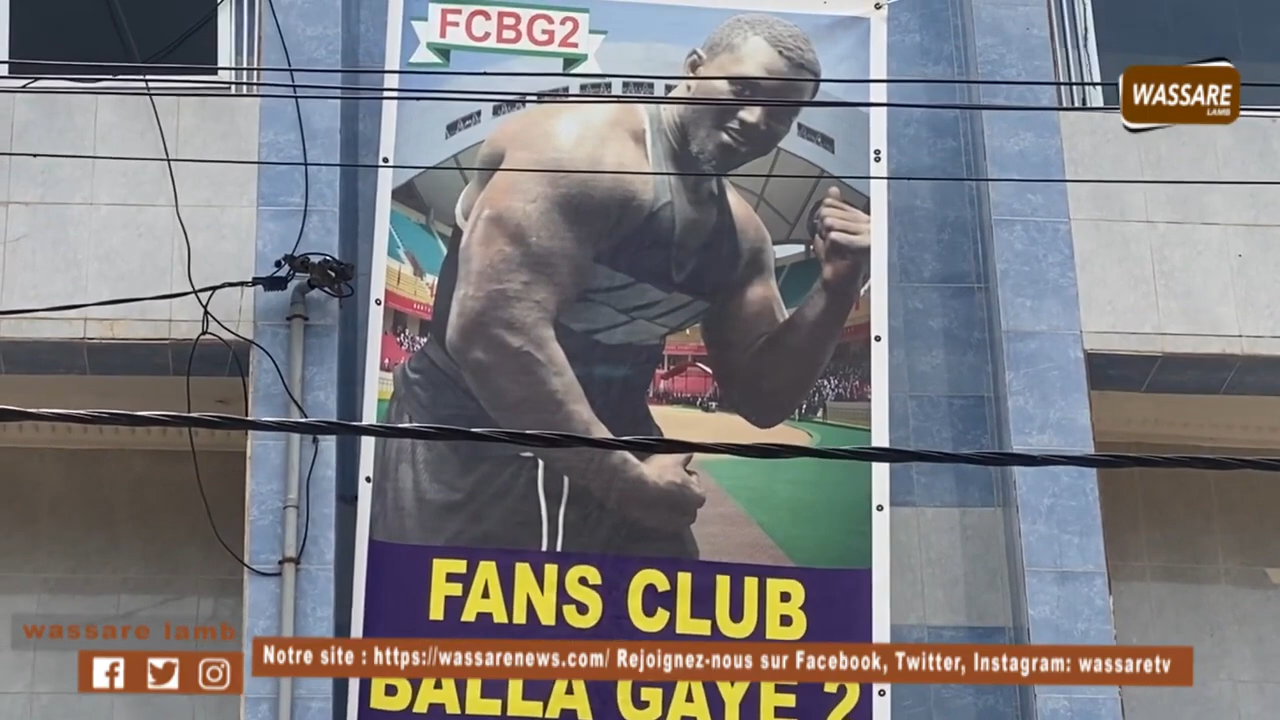 FCBG2
WASSARE
LAMB
FANS CLUB
BALLA GAYE 2
wassare lamb
Notre site : https://wassarenews.com/ Rejoignez-nous sur Facebook, Twitter, Instagram: wassaretv